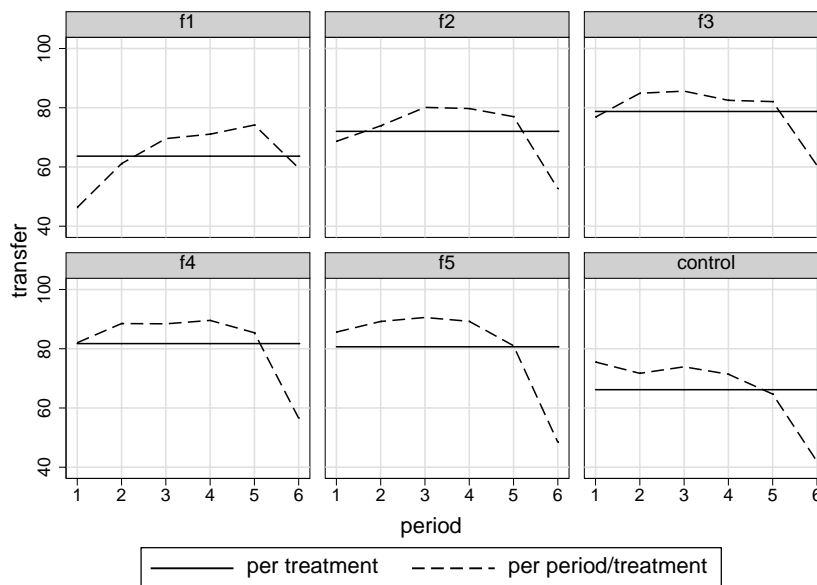 f1 f2 f3
100
80
60
40
f4 f5 control
100
80
60
40
transfer
1 2 3 4 5 6 1 2 3 4 5 6 1 2 3 4 5 6
period
per treatment per period/treatment